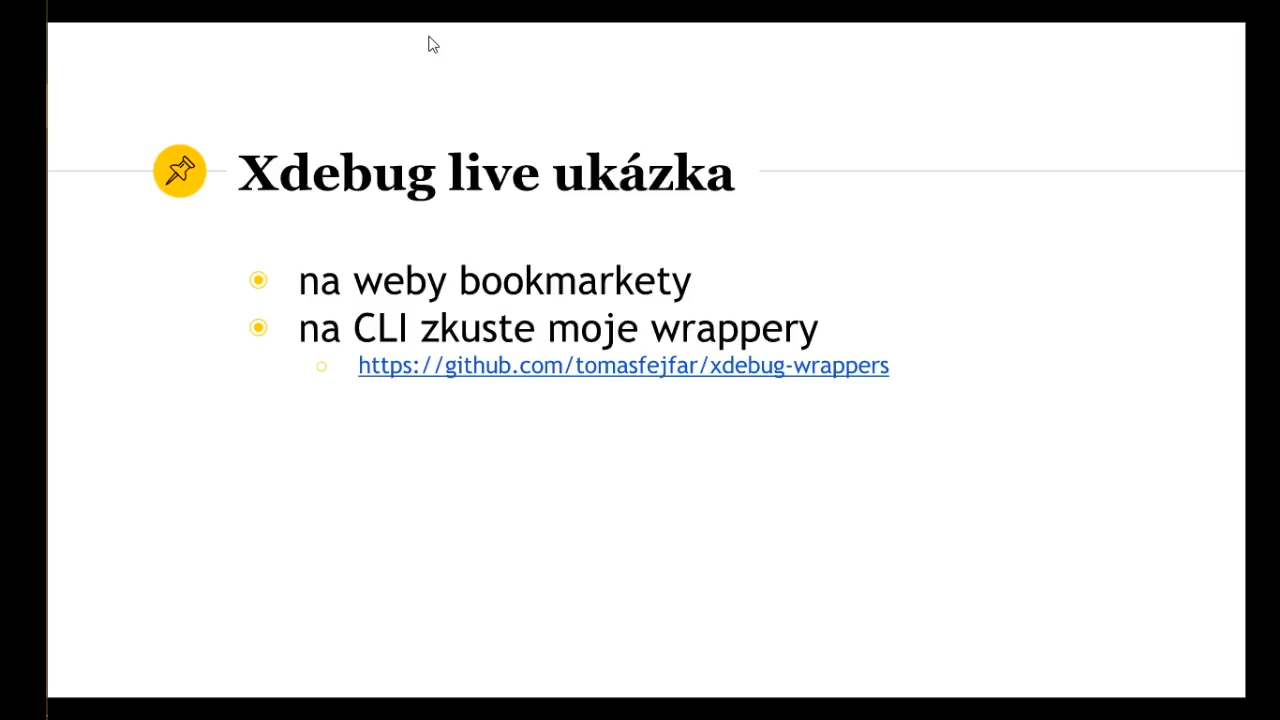 Xdebug live ukázka
na weby bookmarkety
na CLI zkuste moje wrappery
https://github.com/tomasfejfar/xdebug-wrappers